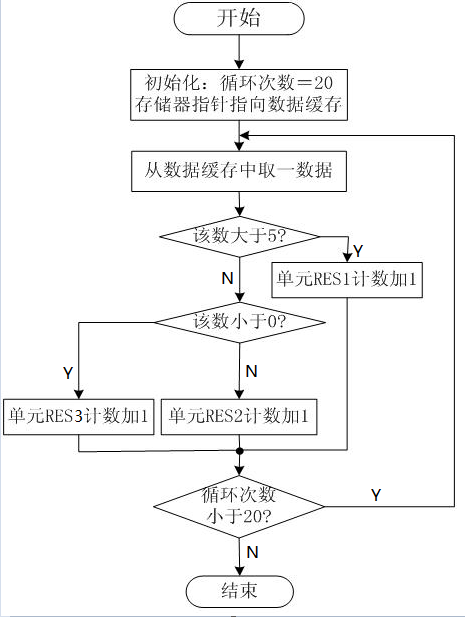 开始
初始化：循环次数＝20
存储器指针指向数据缓存
从数据缓存中取一数据
该数大于5?
Y
单元RES1计数加1
N
该数小于0?
Y
N
单元RES3计数加1
单元RES2计数加1
循环次数
小于20?
Y
N
结束